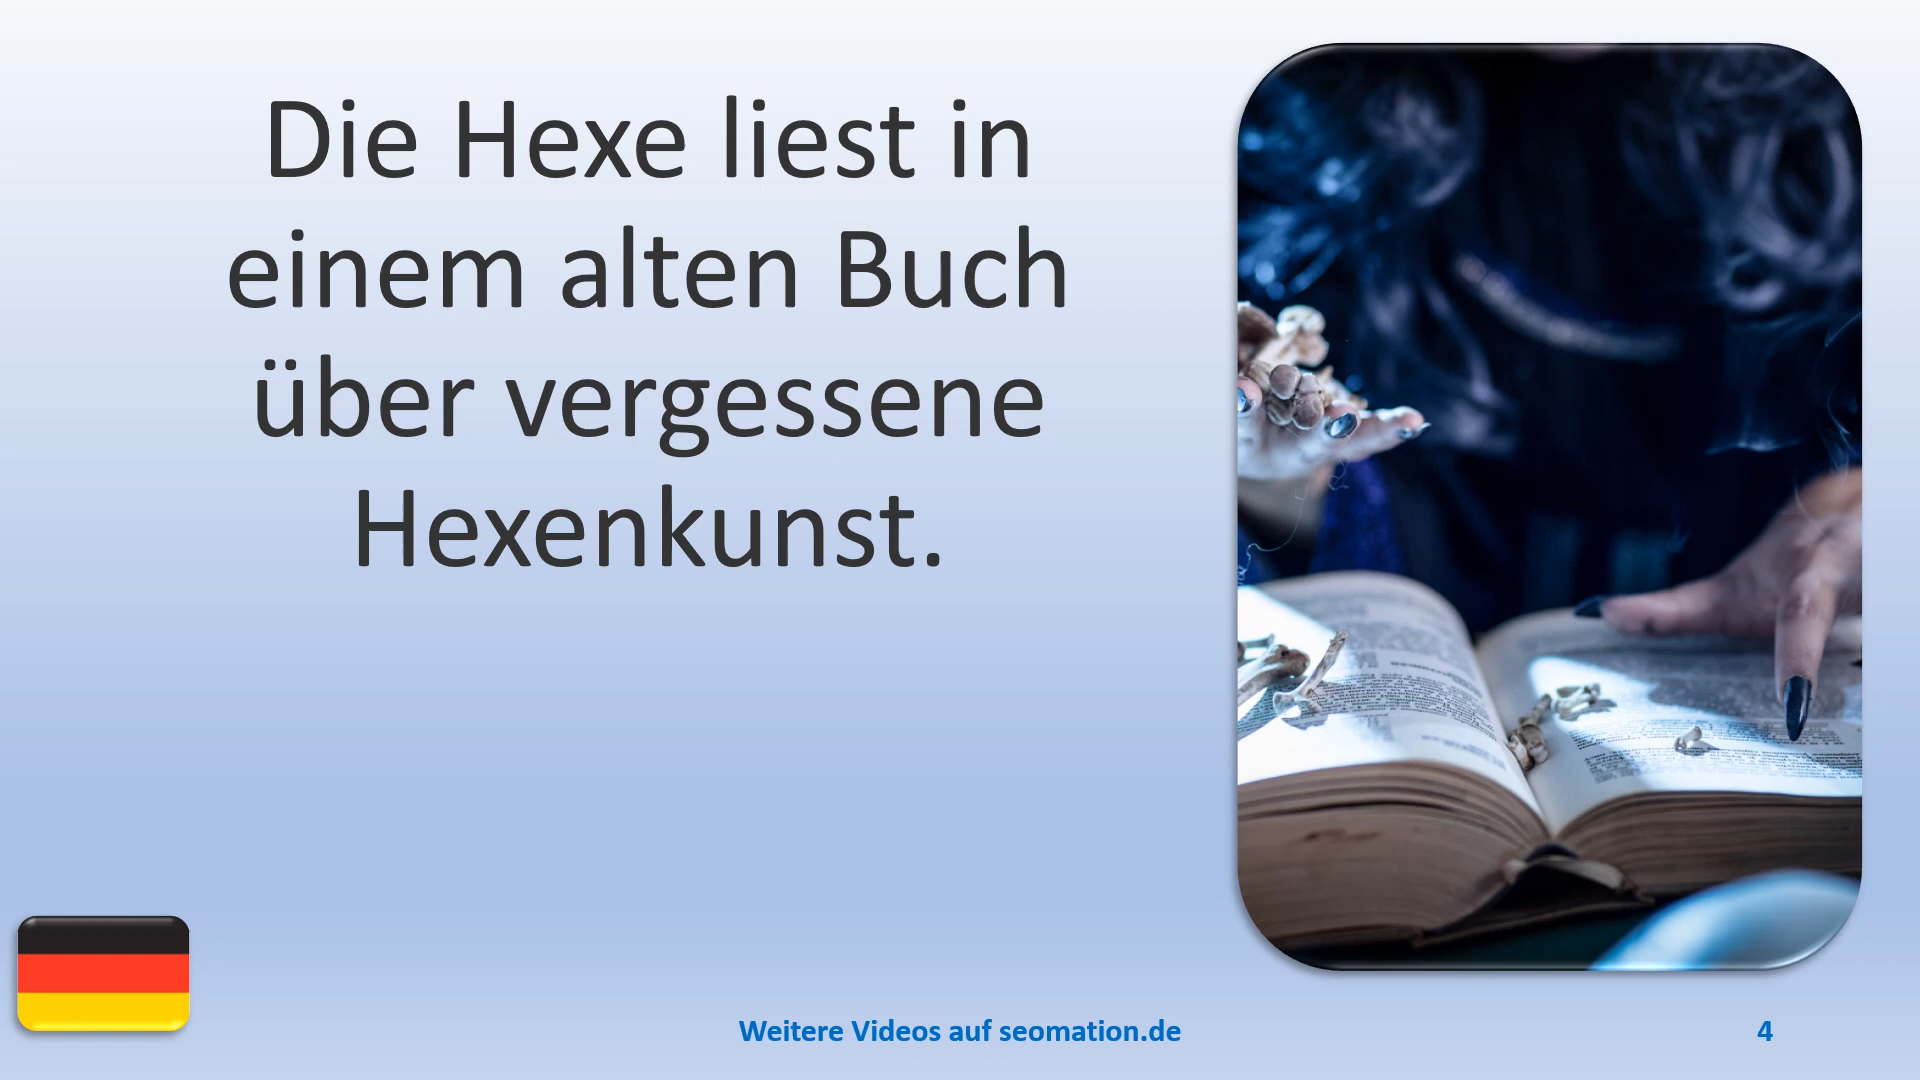 Die Hexe liest in
einem alten Buch
über vergessene
Hexenkunst.
Weitere Videos auf seomation.de
4